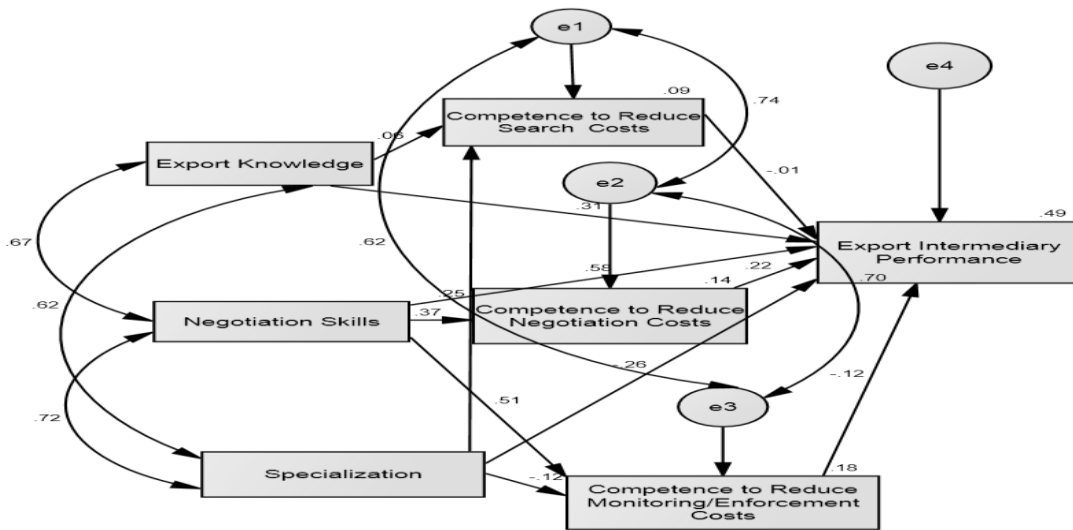 e1
e4
.09
.74
Competence to Reduce
Search Costs
.06
Export Knowledge
e2
-.01
.31
.49
Export Intermediary
Performance
.67
.62
.58
.22
.14
.70
.25
.62
Negotiation Skills
.37
Competence to Reduce
Negotiation Costs
-.26
-.12
.51
e3
.72
Specialization
-.12
.18
Competence to Reduce
Monitoring/Enforcement
Costs